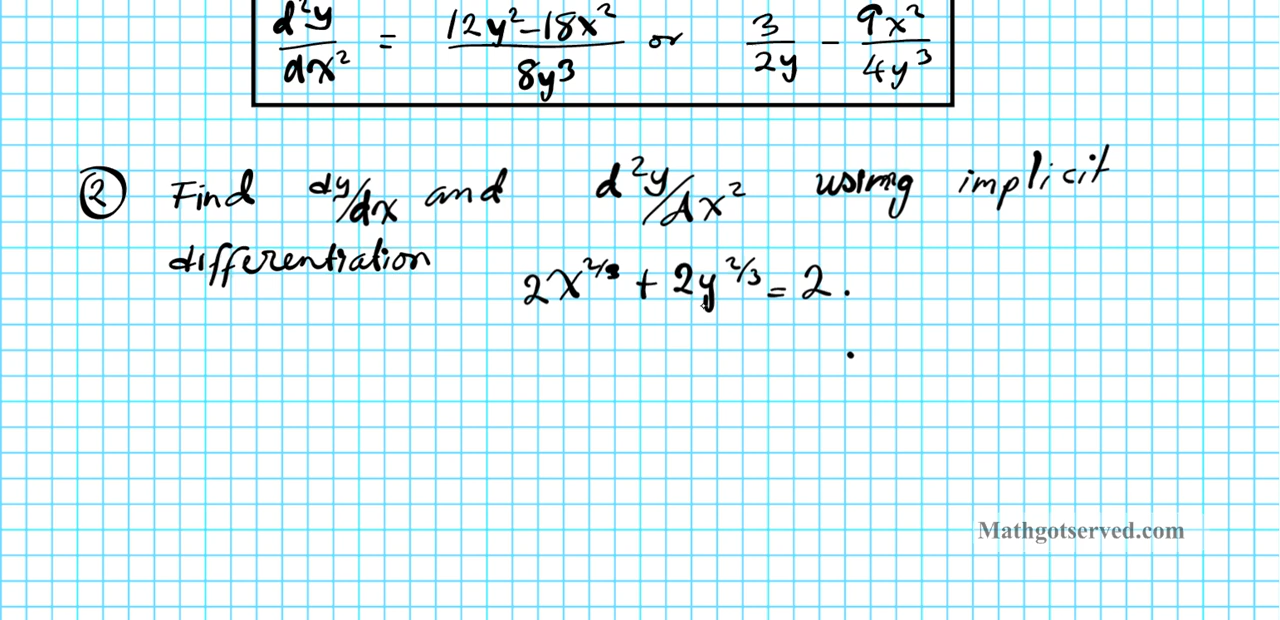 d²y/dx² = 12y²-18x²/8y³ or 3/2y - 9x²/4y³
② Find dy/dx and d²y/dx² using implicit
differentiation 2x^2/3 + 2y^2/3 = 2.
Mathgotserved.com